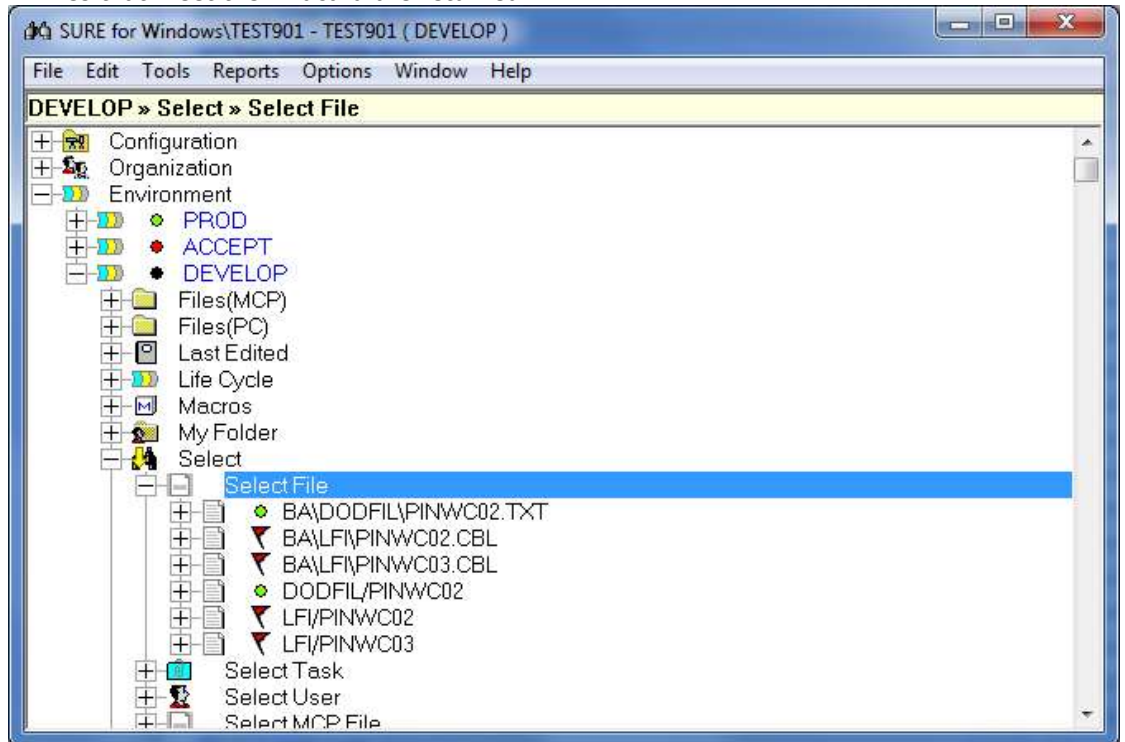 SURE for Windows\TEST901 - TEST901 ( DEVELOP )
File Edit Tools Reports Options Window Help
DEVELOP » Select » Select File
Configuration
Organization
Environment
PROD
ACCEPT
DEVELOP
Files(MCP)
Files(PC)
Last Edited
Life Cycle
Macros
My Folder
Select
Select File
BA\DODFIL\PINWC02.TXT
BA\LFI\PINWC02.CBL
BA\LFI\PINWC03.CBL
DODFIL/PINWC02
LFI/PINWC02
LFI/PINWC03
Select Task
Select User
Select MCP File